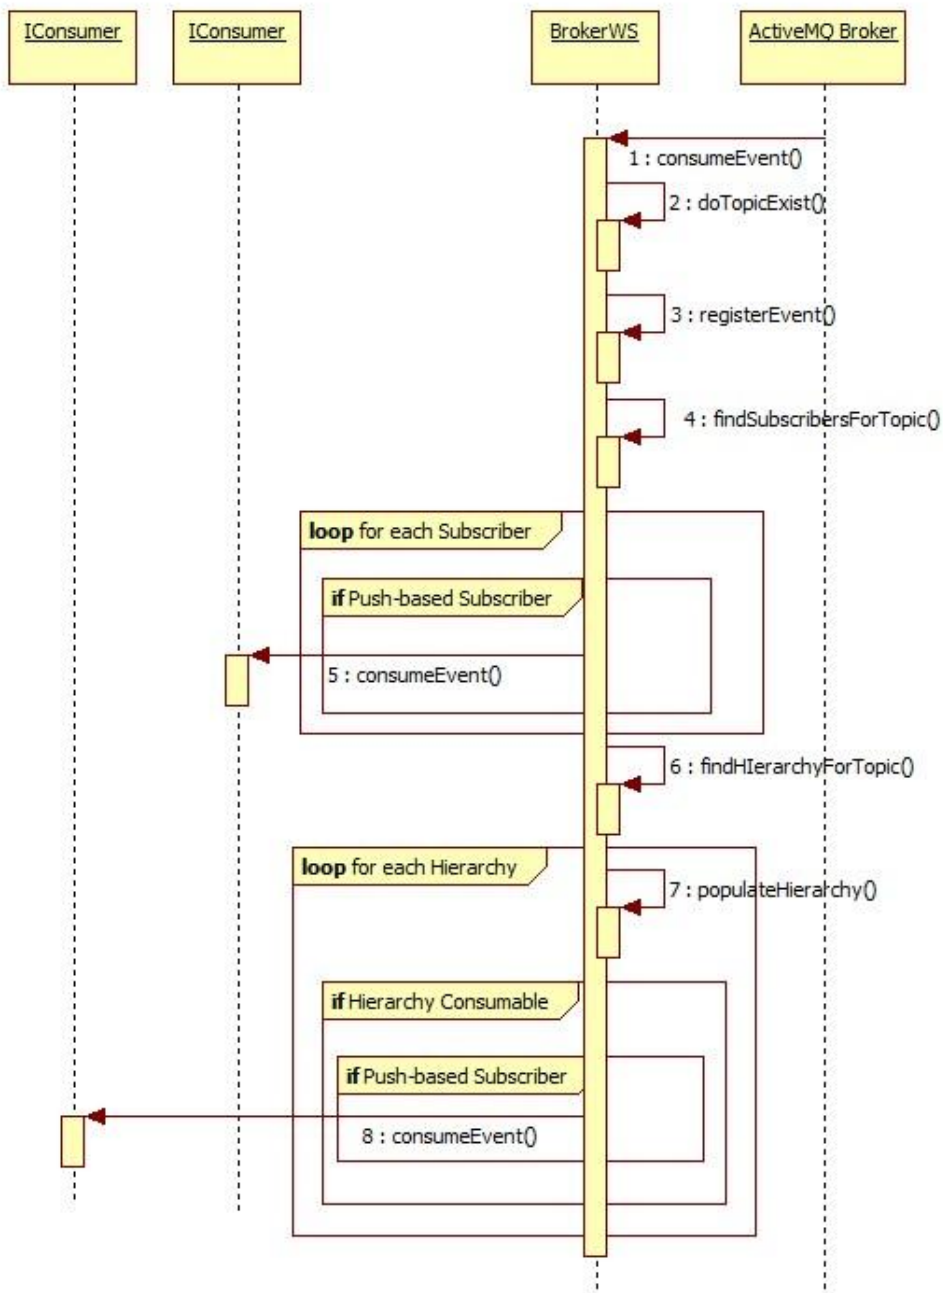 IConsumer
IConsumer
BrokerWS
ActiveMQ Broker
1 : consumeEvent()
2 : doTopicExist()
3 : registerEvent()
4 : findSubscribersForTopic()
loop for each Subscriber
if Push-based Subscriber
5 : consumeEvent()
6 : findHIerarchyForTopic()
loop for each Hierarchy
7 : populateHierarchy()
if Hierarchy Consumable
if Push-based Subscriber
8 : consumeEvent()